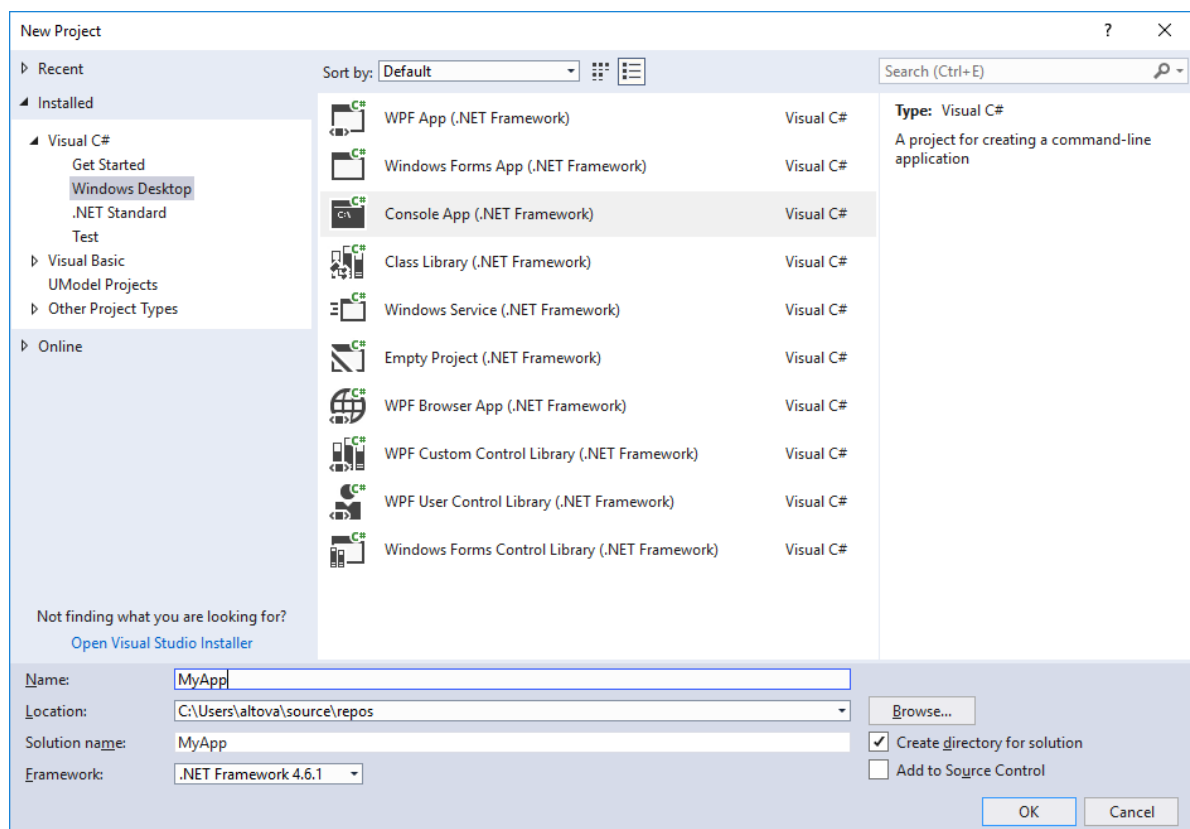 New Project
?
Recent
Installed
Visual C#
Get Started
Windows Desktop
.NET Standard
Test
Visual Basic
UModel Projects
Other Project Types
Online
Not finding what you are looking for?
Open Visual Studio Installer
Sort by: Default
C# WPF App (.NET Framework) Visual C#
C# Windows Forms App (.NET Framework) Visual C#
C# C:\ Console App (.NET Framework) Visual C#
C# Class Library (.NET Framework) Visual C#
C# Windows Service (.NET Framework) Visual C#
C# Empty Project (.NET Framework) Visual C#
C# WPF Browser App (.NET Framework) Visual C#
C# WPF Custom Control Library (.NET Framework) Visual C#
C# WPF User Control Library (.NET Framework) Visual C#
C# Windows Forms Control Library (.NET Framework) Visual C#
Search (Ctrl+E)
Type: Visual C#
A project for creating a command-line
application
Name: MyApp
Location: C:\Users\altova\source\repos
Browse...
Solution name: MyApp
Create directory for solution
Framework: .NET Framework 4.6.1
Add to Source Control
OK
Cancel